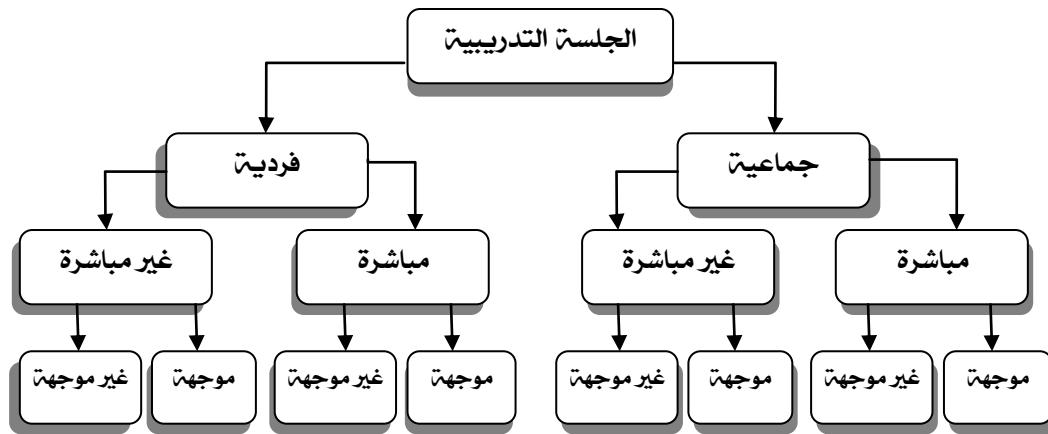 الجلسة التدريبية
جماعية
فردية
مباشرة
غير مباشرة
مباشرة
غير مباشرة
موجهة
غير موجهة
موجهة
غير موجهة
موجهة
غير موجهة
موجهة
غير موجهة